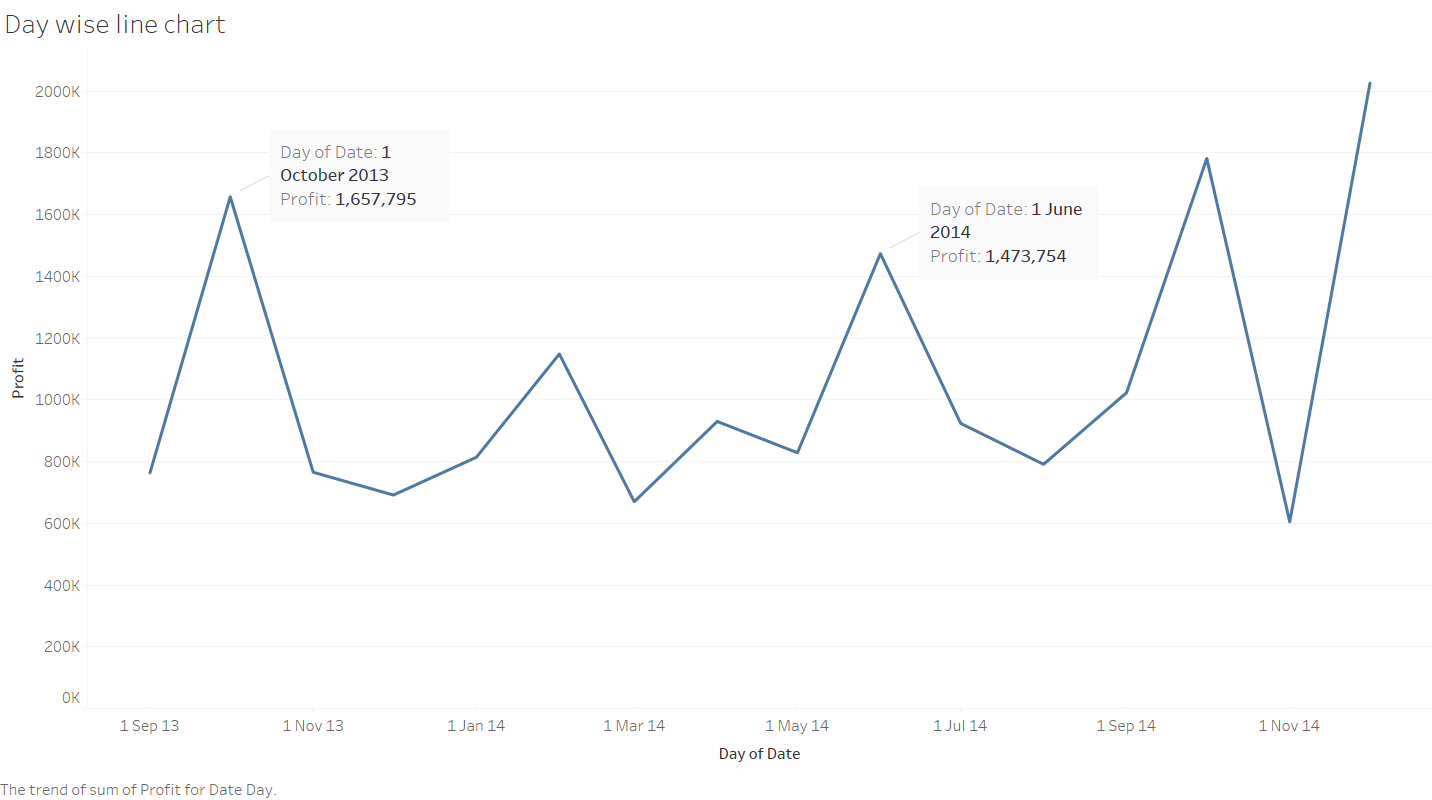 Day wise line chart
2000K
1800K
1600K
1400K
1200K
1000K
800K
600K
400K
200K
0K
Profit
Day of Date: 1
October 2013
Profit: 1,657,795
Day of Date: 1 June
2014
Profit: 1,473,754
1 Sep 13
1 Nov 13
1 Jan 14
1 Mar 14
1 May 14
1 Jul 14
1 Sep 14
1 Nov 14
Day of Date
The trend of sum of Profit for Date Day.